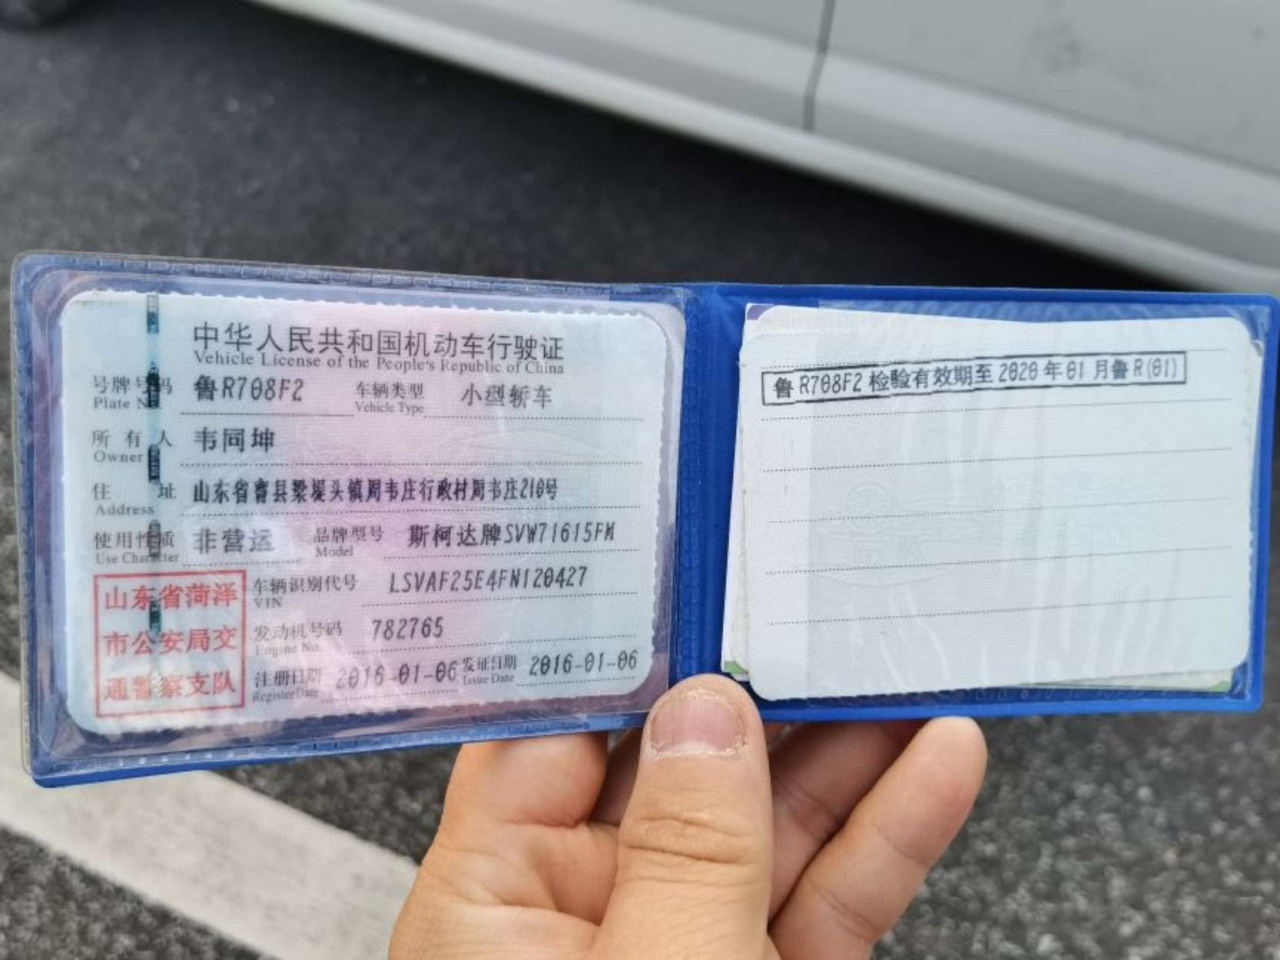 中华人民共和国机动车行驶证
Vehicle License of the People's Republic of China
号牌号码 鲁R708F2 车辆类型 小型轿车
Plate N Vehicle Type
所有人 韦同坤
Owner
住址 山东省曹县梁堤头镇周韦庄行政村周韦庄210号
Address
使用性质 非营运 品牌型号 斯柯达牌SVW71615FM
Use Character Model
车辆识别代号 LSVAF25E4FN120427
VIN
发动机号码 782765
Engine No.
注册日期 2016-01-06 发证日期 2016-01-06
Register Date Issue Date
山东省菏泽
市公安局交
通警察支队
鲁R708F2 检验有效期至2020年01月鲁R(01)